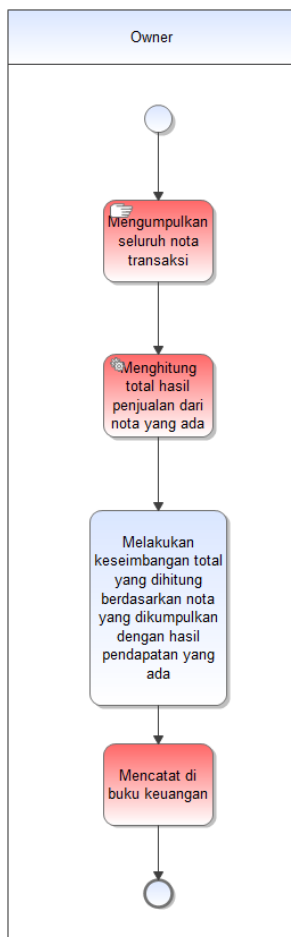 Owner
Mengumpulkan
seluruh nota
transaksi
Menghitung
total hasil
penjualan dari
nota yang ada
Melakukan
keseimbangan total
yang dihitung
berdasarkan nota
yang dikumpulkan
dengan hasil
pendapatan yang
ada
Mencatat di
buku keuangan